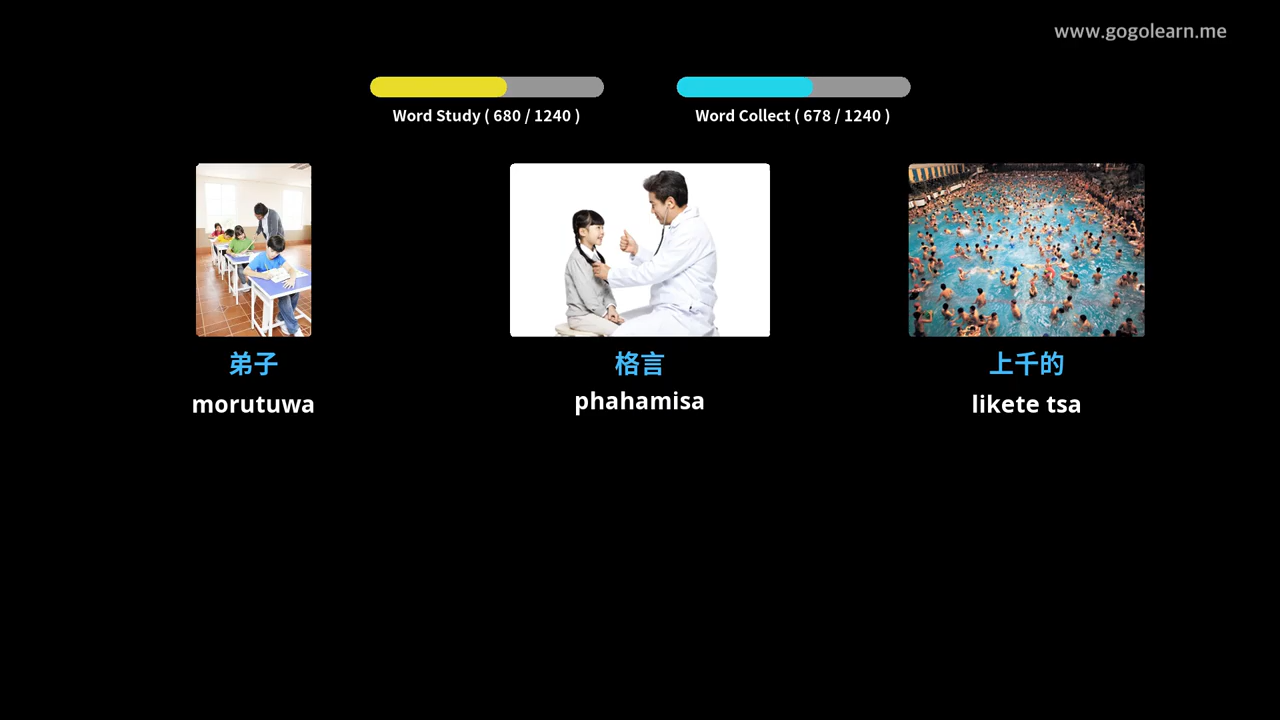 www.gogolearn.me
Word Study ( 680 / 1240 )
Word Collect ( 678 / 1240 )
弟子
格言
上千的
morutuwa
phahamisa
likete tsa